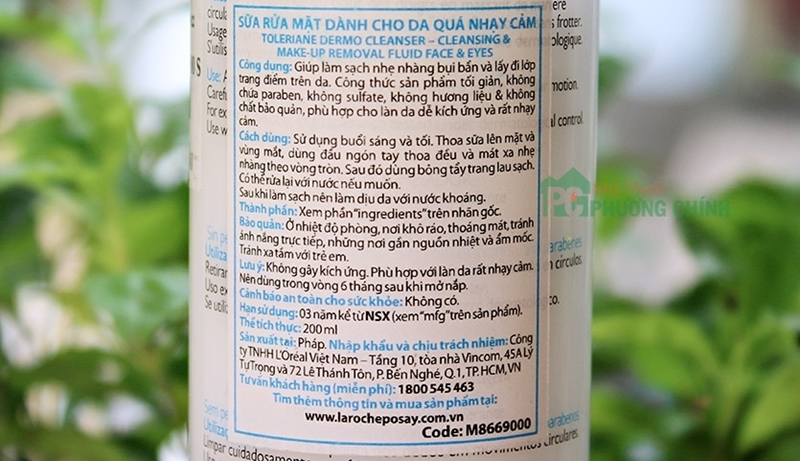 SỮA RỬA MẶT DÀNH CHO DA QUÁ NHẠY CẢM
TOLERIANE DERMO CLEANSER – CLEANSING &
MAKE-UP REMOVAL FLUID FACE & EYES
Công dụng: Giúp làm sạch nhẹ nhàng bụi bẩn và lấy đi lớp
trang điểm trên da. Công thức sản phẩm tối giản, không
chứa paraben, không sulfate, không hương liệu & không
chất bảo quản, phù hợp cho làn da dễ kích ứng và rất nhạy
cảm.
Cách dùng: Sử dụng buổi sáng và tối. Thoa sữa lên mặt và
vùng mắt, dùng đầu ngón tay thoa đều và mát xa nhẹ
nhàng theo vòng tròn. Sau đó dùng bông tẩy trang lau sạch.
Có thể rửa lại với nước nếu muốn.
Sau khi làm sạch nên làm dịu da với nước khoáng.
Thành phần: Xem phần "ingredients" trên nhãn gốc.
Bảo quản: Ở nhiệt độ phòng, nơi khô ráo, thoáng mát, tránh
ánh nắng trực tiếp, những nơi gần nguồn nhiệt và ẩm mốc.
Tránh xa tầm với trẻ em.
Lưu ý: Không gây kích ứng. Phù hợp với làn da rất nhạy cảm.
Nên dùng trong vòng 6 tháng sau khi mở nắp.
Cảnh báo an toàn cho sức khỏe: Không có.
Hạn sử dụng: 03 năm kể từ NSX (xem "mfg" trên sản phẩm).
Thể tích thực: 200 ml
Sản xuất tại: Pháp. Nhập khẩu và chịu trách nhiệm: Công
ty TNHH L'Oréal Việt Nam – Tầng 10, tòa nhà Vincom, 45A Lý
Tự Trọng và 72 Lê Thánh Tôn, P. Bến Nghé, Q.1, TP.HCM, VN
Tư vấn khách hàng (miễn phí): 1800 545 463
Tìm thêm thông tin và mua sản phẩm tại:
www.larocheposay.com.vn
Code: M8669000
PHƯƠNG CHINH